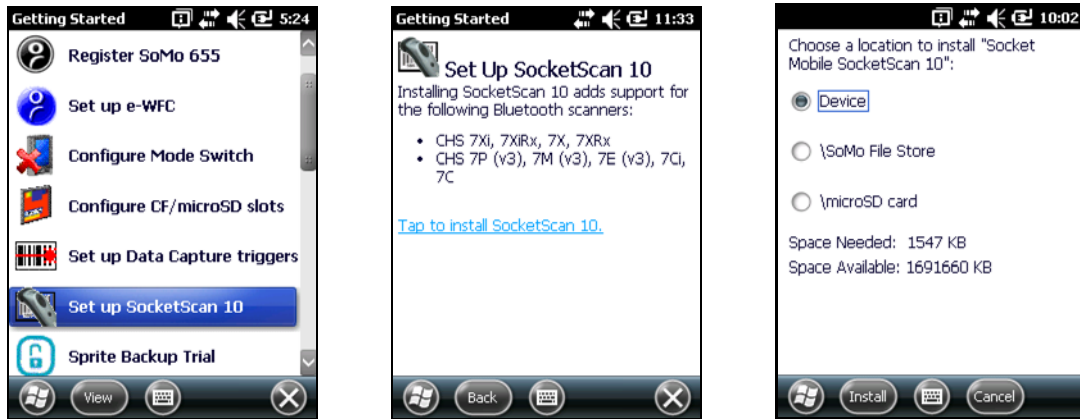 Getting Started 5:24
Register SoMo 655
Set up e-WFC
Configure Mode Switch
Configure CF/microSD slots
Set up Data Capture triggers
Set up SocketScan 10
Sprite Backup Trial
View
Getting Started 11:33
Set Up SocketScan 10
Installing SocketScan 10 adds support for
the following Bluetooth scanners:
• CHS 7Xi, 7XiRx, 7X, 7XRx
• CHS 7P (v3), 7M (v3), 7E (v3), 7Ci,
7C
Tap to install SocketScan 10.
Back
10:02
Choose a location to install "Socket
Mobile SocketScan 10":
Device
\SoMo File Store
\microSD card
Space Needed: 1547 KB
Space Available: 1691660 KB
Install Cancel